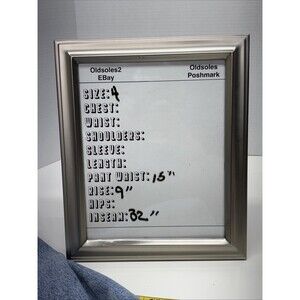 Oldsoles2 Oldsoles
EBay Poshmark
SIZE: 4
CHEST:
WAIST:
SHOULDERS:
SLEEVE:
LENGTH:
PANT WAIST: 15"
RISE: 9"
HIPS:
INSEAM: 32"